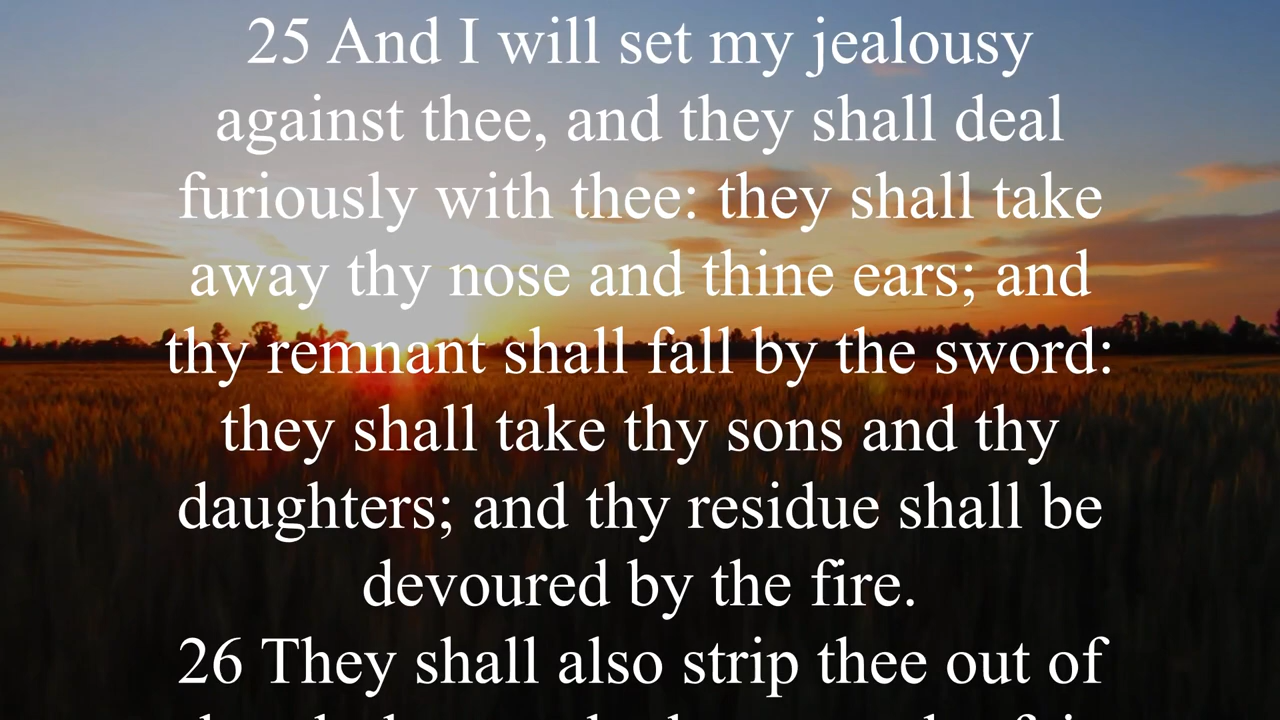 25 And I will set my jealousy
against thee, and they shall deal
furiously with thee: they shall take
away thy nose and thine ears; and
thy remnant shall fall by the sword:
they shall take thy sons and thy
daughters; and thy residue shall be
devoured by the fire.
26 They shall also strip thee out of